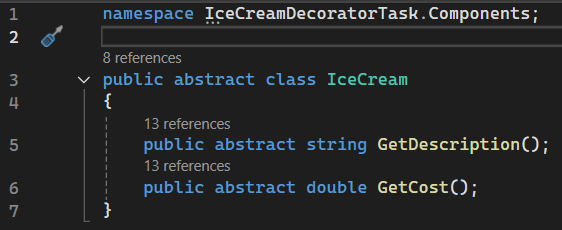 1 namespace IceCreamDecoratorTask.Components;
2
8 references
3 public abstract class IceCream
4 {
13 references
5 public abstract string GetDescription();
13 references
6 public abstract double GetCost();
7 }